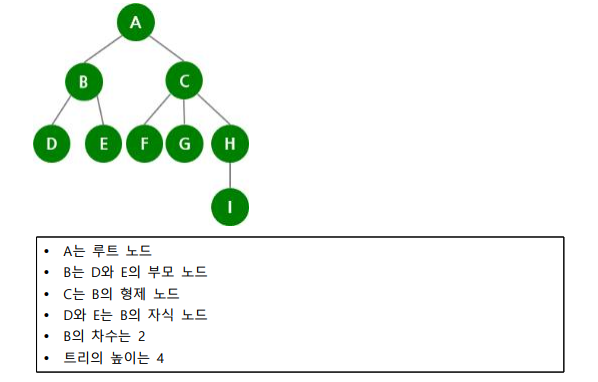 A
B
C
D
E
F
G
H
I
• A는 루트 노드
• B는 D와 E의 부모 노드
• C는 B의 형제 노드
• D와 E는 B의 자식 노드
• B의 차수는 2
• 트리의 높이는 4